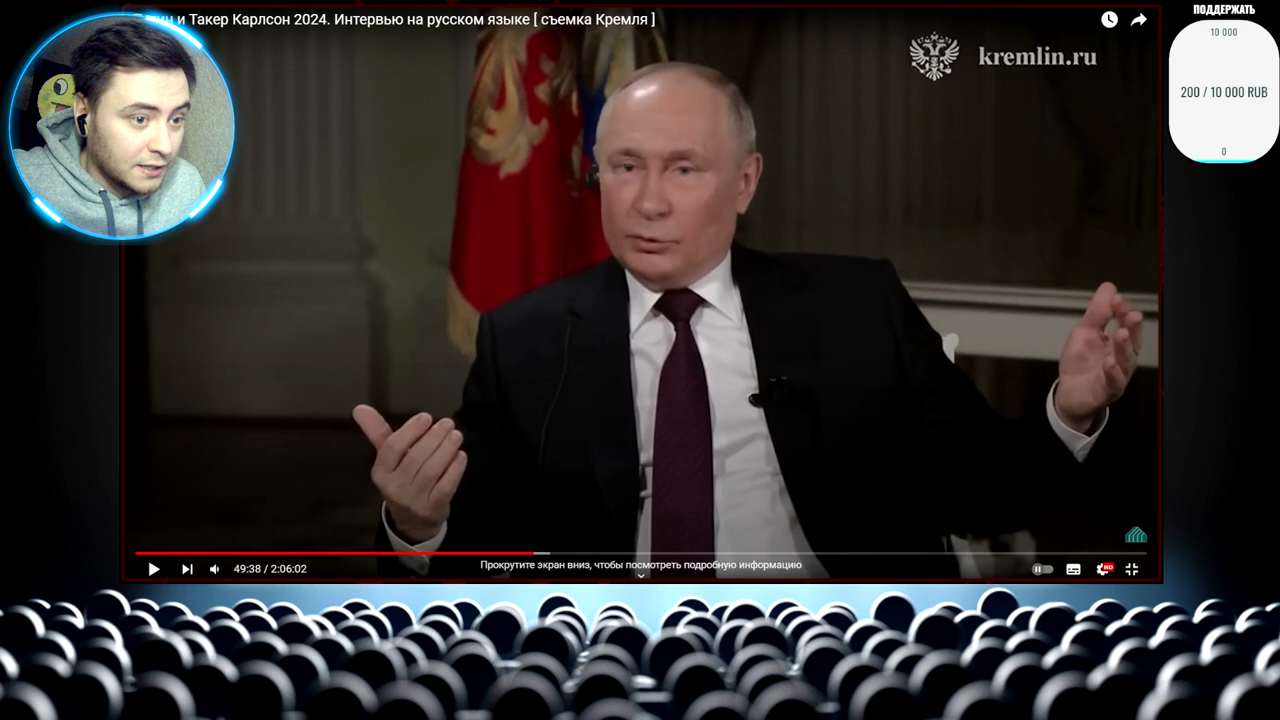 и Такер Карлсон 2024. Интервью на русском языке [ съемка Кремля ]
ПОДДЕРЖАТЬ
10 000
200 / 10 000 RUB
0
kremlin.ru
Прокрутите экран вниз, чтобы посмотреть подробную информацию
49:38 / 2:06:02
HD